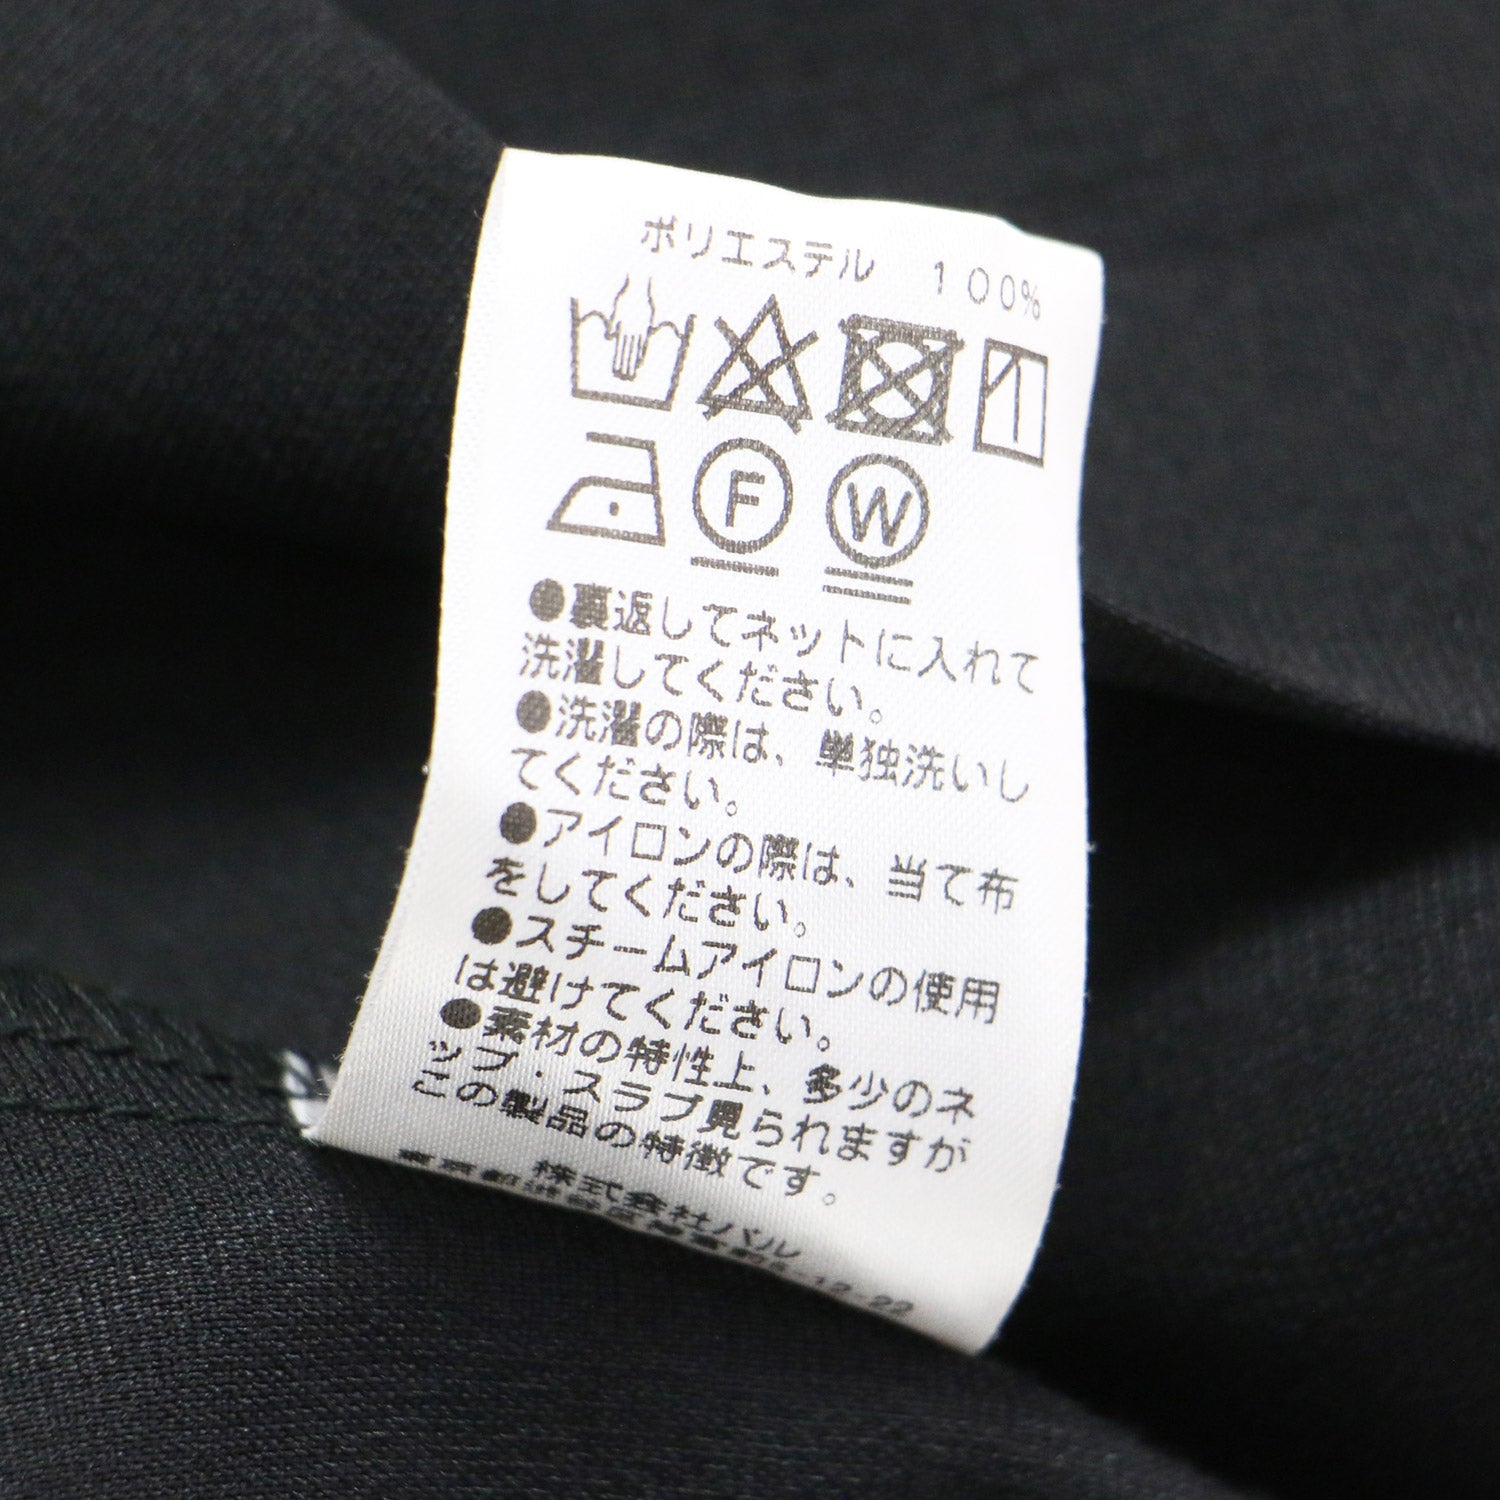 ポリエステル 100%
F W
●裏返してネットに入れて
洗濯してください。
●洗濯の際は、単独洗いし
てください。
●アイロンの際は、当て布
をしてください。
●スチームアイロンの使用
は避けてください。
●素材の特性上、多少のネ
ップ・スラブ見られますが
この製品の特徴です。
株式会社バル
-12-22